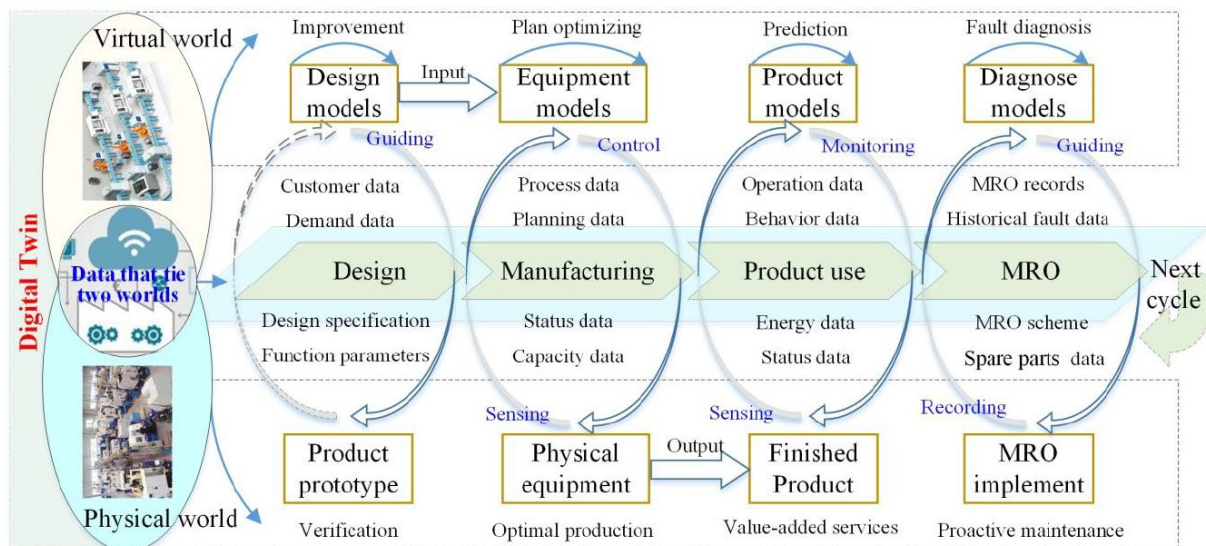 Digital Twin
Virtual world
Data that tie
two worlds
Physical world
Improvement
Plan optimizing
Prediction
Fault diagnosis
Design
models
Input
Equipment
models
Product
models
Diagnose
models
Guiding
Control
Monitoring
Guiding
Customer data
Process data
Operation data
MRO records
Demand data
Planning data
Behavior data
Historical fault data
Design
Manufacturing
Product use
MRO
Next
cycle
Design specification
Status data
Energy data
MRO scheme
Function parameters
Capacity data
Status data
Spare parts data
Sensing
Sensing
Recording
Product
prototype
Physical
equipment
Output
Finished
Product
MRO
implement
Verification
Optimal production
Value-added services
Proactive maintenance